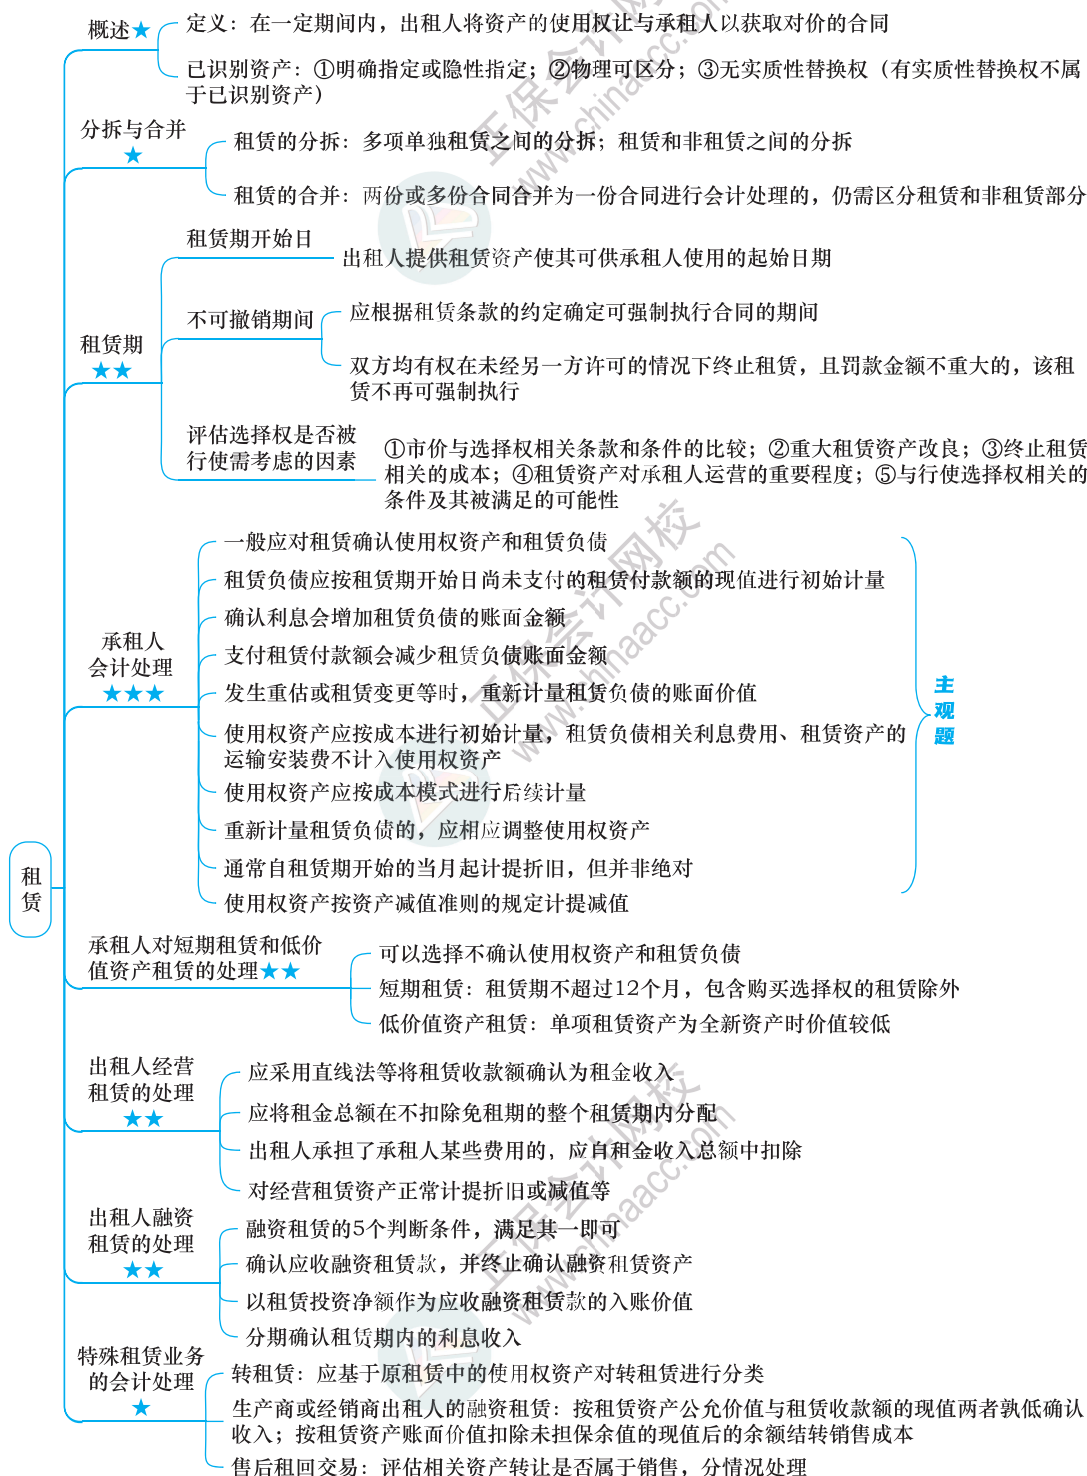 概述★
定义：在一定期间内，出租人将资产的使用权让与承租人以获取对价的合同
已识别资产：①明确指定或隐性指定；②物理可区分；③无实质性替换权（有实质性替换权不属
于已识别资产）
分拆与合并
★
租赁的分拆：多项单独租赁之间的分拆；租赁和非租赁之间的分拆
租赁的合并：两份或多份合同合并为一份合同进行会计处理的，仍需区分租赁和非租赁部分
租赁期
★★
租赁期开始日
出租人提供租赁资产使其可供承租人使用的起始日期
不可撤销期间
应根据租赁条款的约定确定可强制执行合同的期间
双方均有权在未经另一方许可的情况下终止租赁，且罚款金额不重大的，该租
赁不再可强制执行
评估选择权是否被
行使需考虑的因素
①市价与选择权相关条款和条件的比较；②重大租赁资产改良；③终止租赁
相关的成本；④租赁资产对承租人运营的重要程度；⑤与行使选择权相关的
条件及其被满足的可能性
承租人
会计处理
★★★
一般应对租赁确认使用权资产和租赁负债
租赁负债应按租赁期开始日尚未支付的租赁付款额的现值进行初始计量
确认利息会增加租赁负债的账面金额
支付租赁付款额会减少租赁负债账面金额
发生重估或租赁变更等时，重新计量租赁负债的账面价值
使用权资产应按成本进行初始计量，租赁负债相关利息费用、租赁资产的
运输安装费不计入使用权资产
使用权资产应按成本模式进行后续计量
重新计量租赁负债的，应相应调整使用权资产
通常自租赁期开始的当月起计提折旧，但并非绝对
使用权资产按资产减值准则的规定计提减值
主
观
题
租
赁
承租人对短期租赁和低价
值资产租赁的处理★★
可以选择不确认使用权资产和租赁负债
短期租赁：租赁期不超过12个月，包含购买选择权的租赁除外
低价值资产租赁：单项租赁资产为全新资产时价值较低
出租人经营
租赁的处理
★★
应采用直线法等将租赁收款额确认为租金收入
应将租金总额在不扣除免租期的整个租赁期内分配
出租人承担了承租人某些费用的，应自租金收入总额中扣除
对经营租赁资产正常计提折旧或减值等
出租人融资
租赁的处理
★★
融资租赁的5个判断条件，满足其一即可
确认应收融资租赁款，并终止确认融资租赁资产
以租赁投资净额作为应收融资租赁款的入账价值
分期确认租赁期内的利息收入
特殊租赁业务
的会计处理
★
转租赁：应基于原租赁中的使用权资产对转租赁进行分类
生产商或经销商出租人的融资租赁：按租赁资产公允价值与租赁收款额的现值两者孰低确认
收入；按租赁资产账面价值扣除未担保余值的现值后的余额结转销售成本
售后租回交易：评估相关资产转让是否属于销售，分情况处理
正保会计网校
www.chinaacc.com
正保会计网校
www.chinaacc.com
正保会计网校
www.chinaacc.com